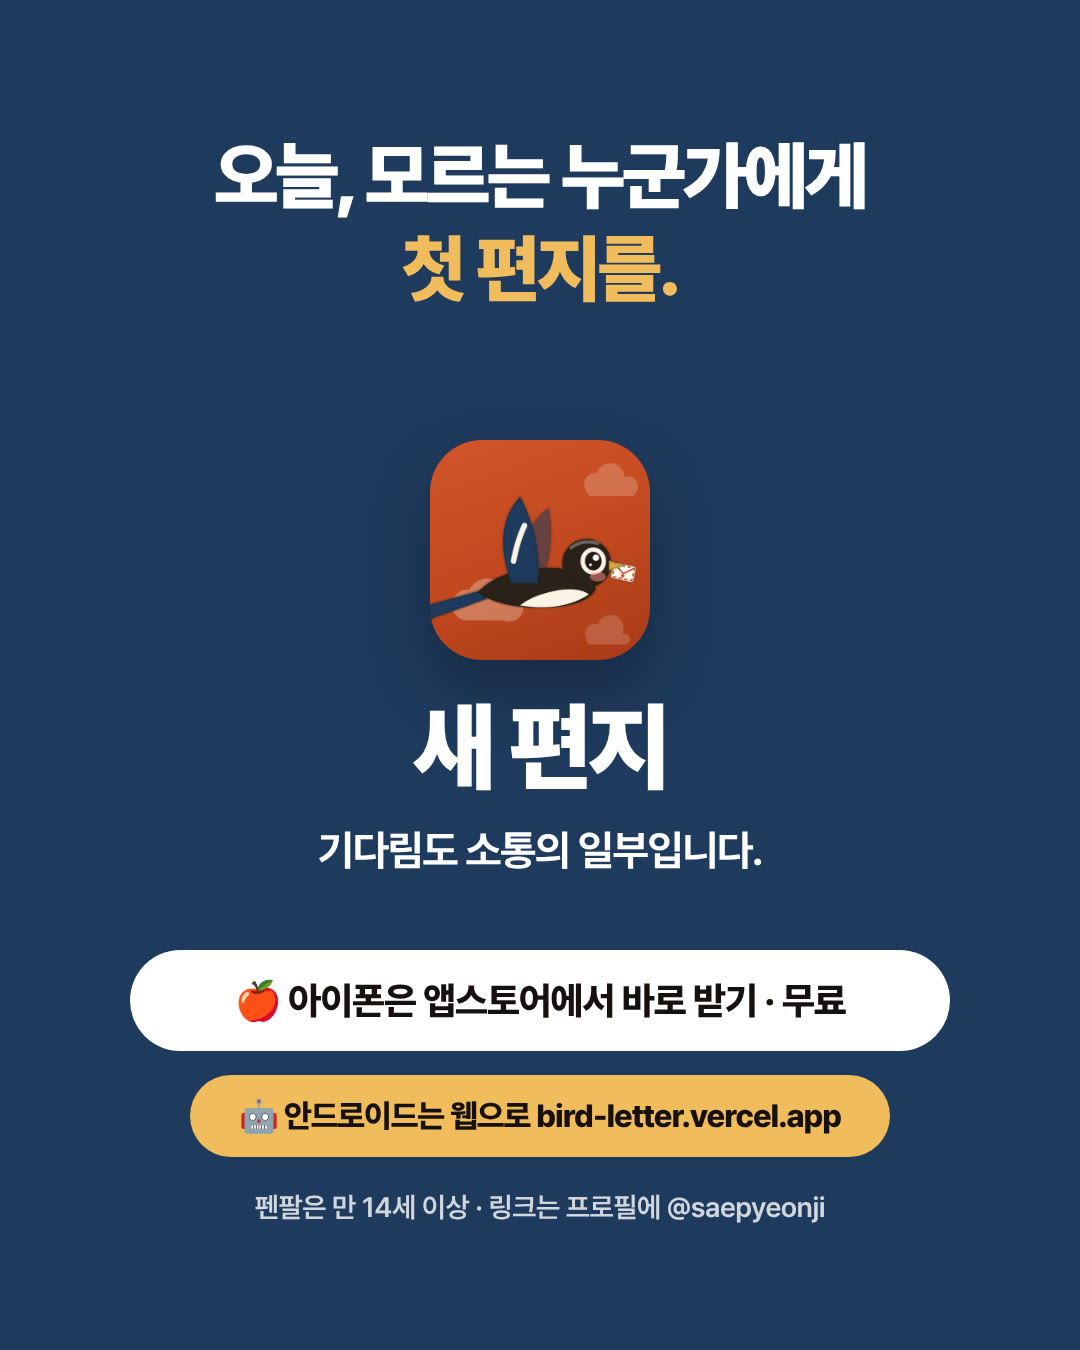 오늘, 모르는 누군가에게
첫 편지를.
새 편지
기다림도 소통의 일부입니다.
🍎 아이폰은 앱스토어에서 바로 받기 · 무료
🤖 안드로이드는 웹으로 bird-letter.vercel.app
펜팔은 만 14세 이상 · 링크는 프로필에 @saepyeonji